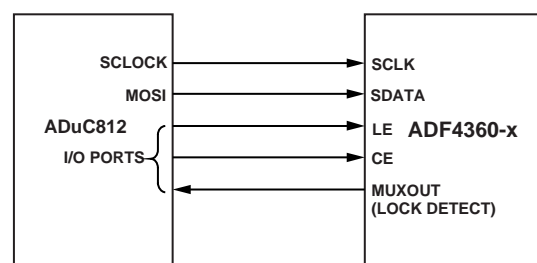 SCLOCK
MOSI
ADuC812
I/O PORTS
SCLK
SDATA
LE
ADF4360-x
CE
MUXOUT
(LOCK DETECT)